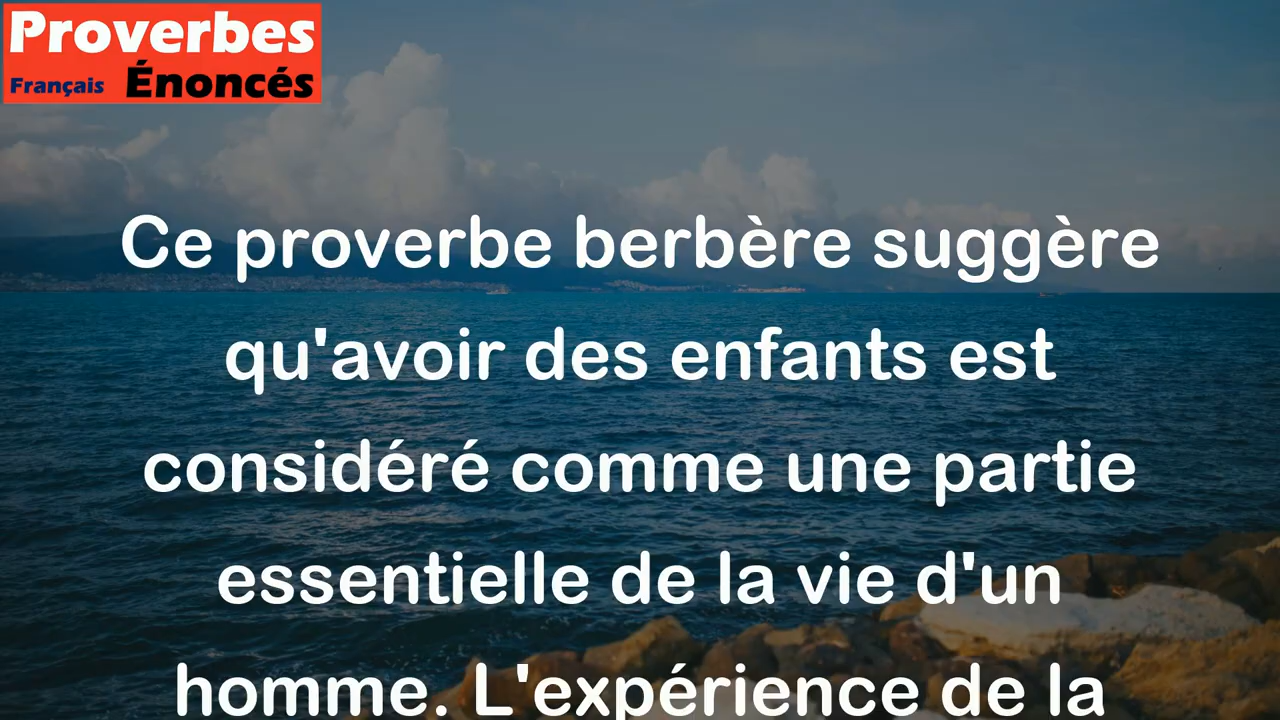 Proverbes
Français Énoncés
Ce proverbe berbère suggère
qu'avoir des enfants est
considéré comme une partie
essentielle de la vie d'un
homme. L'expérience de la